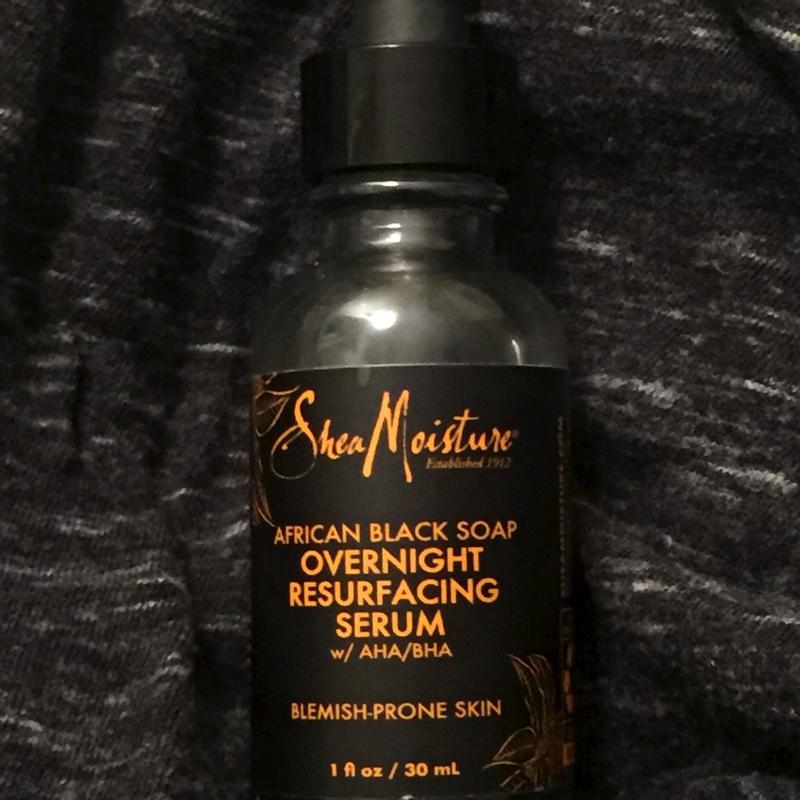 SheaMoisture
Established 1912
AFRICAN BLACK SOAP
OVERNIGHT
RESURFACING
SERUM
w/ AHA/BHA
BLEMISH-PRONE SKIN
1 fl oz / 30 mL